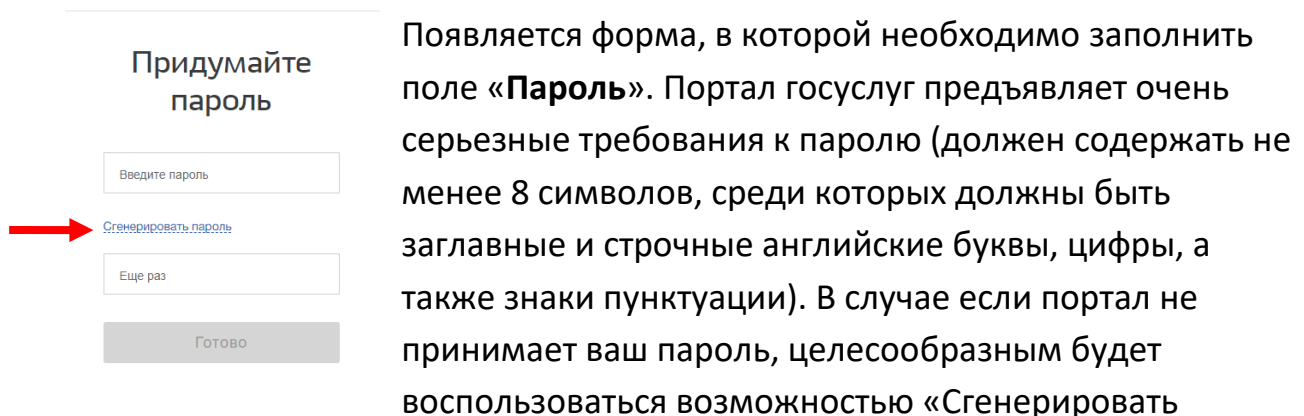 Придумайте
пароль
Введите пароль
Сгенерировать пароль
Еще раз
Готово
Появляется форма, в которой необходимо заполнить
поле «Пароль». Портал госуслуг предъявляет очень
серьезные требования к паролю (должен содержать не
менее 8 символов, среди которых должны быть
заглавные и строчные английские буквы, цифры, а
также знаки пунктуации). В случае если портал не
принимает ваш пароль, целесообразным будет
воспользоваться возможностью «Сгенерировать